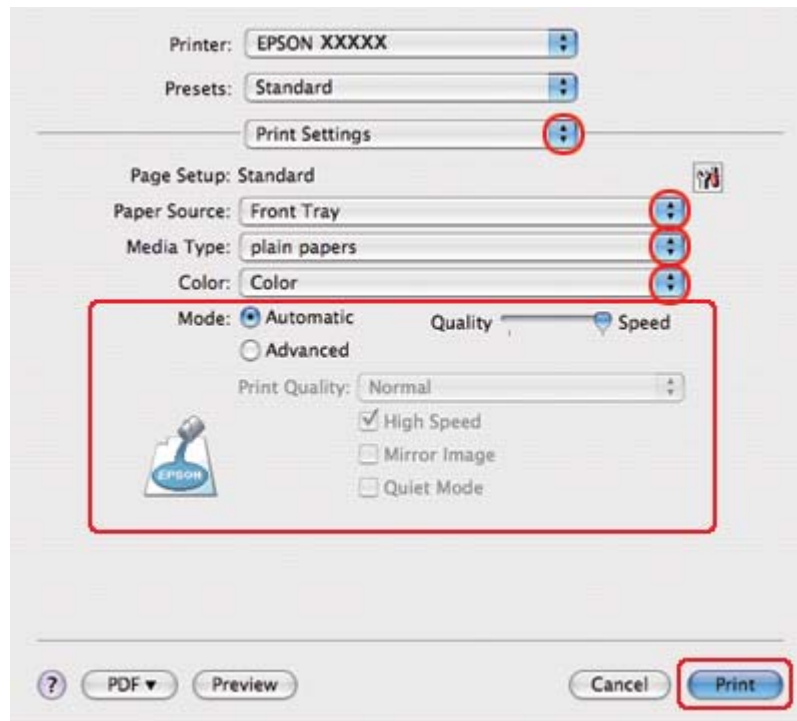 Printer: EPSON XXXXX
Presets: Standard
Print Settings
Page Setup: Standard
Paper Source: Front Tray
Media Type: plain papers
Color: Color
Mode: Automatic Quality Speed
Advanced
Print Quality: Normal
High Speed
Mirror Image
EPSON
Quiet Mode
? PDF▼ Preview Cancel Print